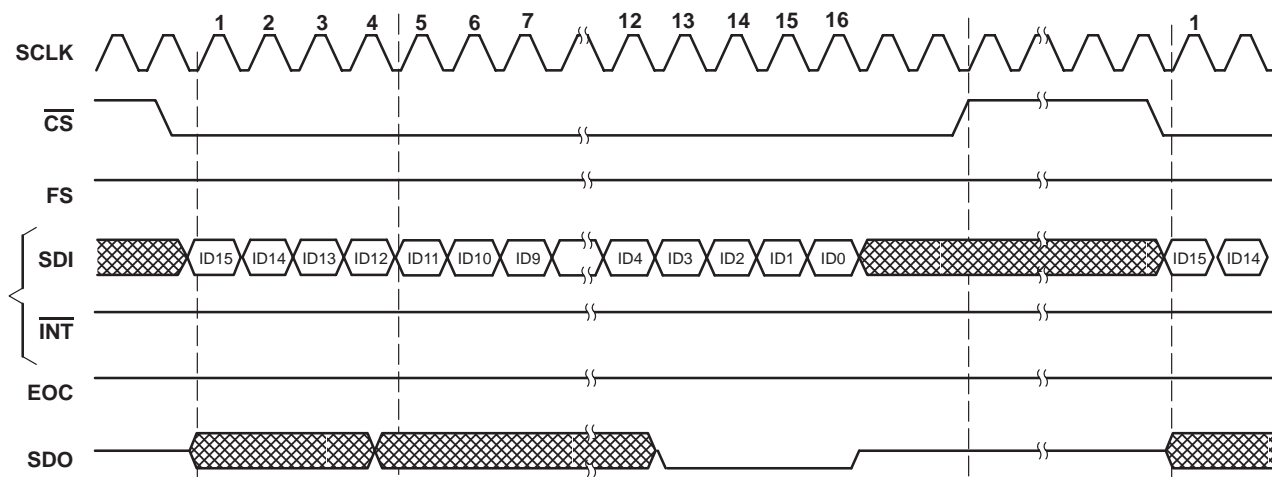 1 2 3 4 5 6 7 12 13 14 15 16 1
SCLK
CS
FS
SDI ID15 ID14 ID13 ID12 ID11 ID10 ID9 ID4 ID3 ID2 ID1 ID0 ID15 ID14
INT
EOC
SDO